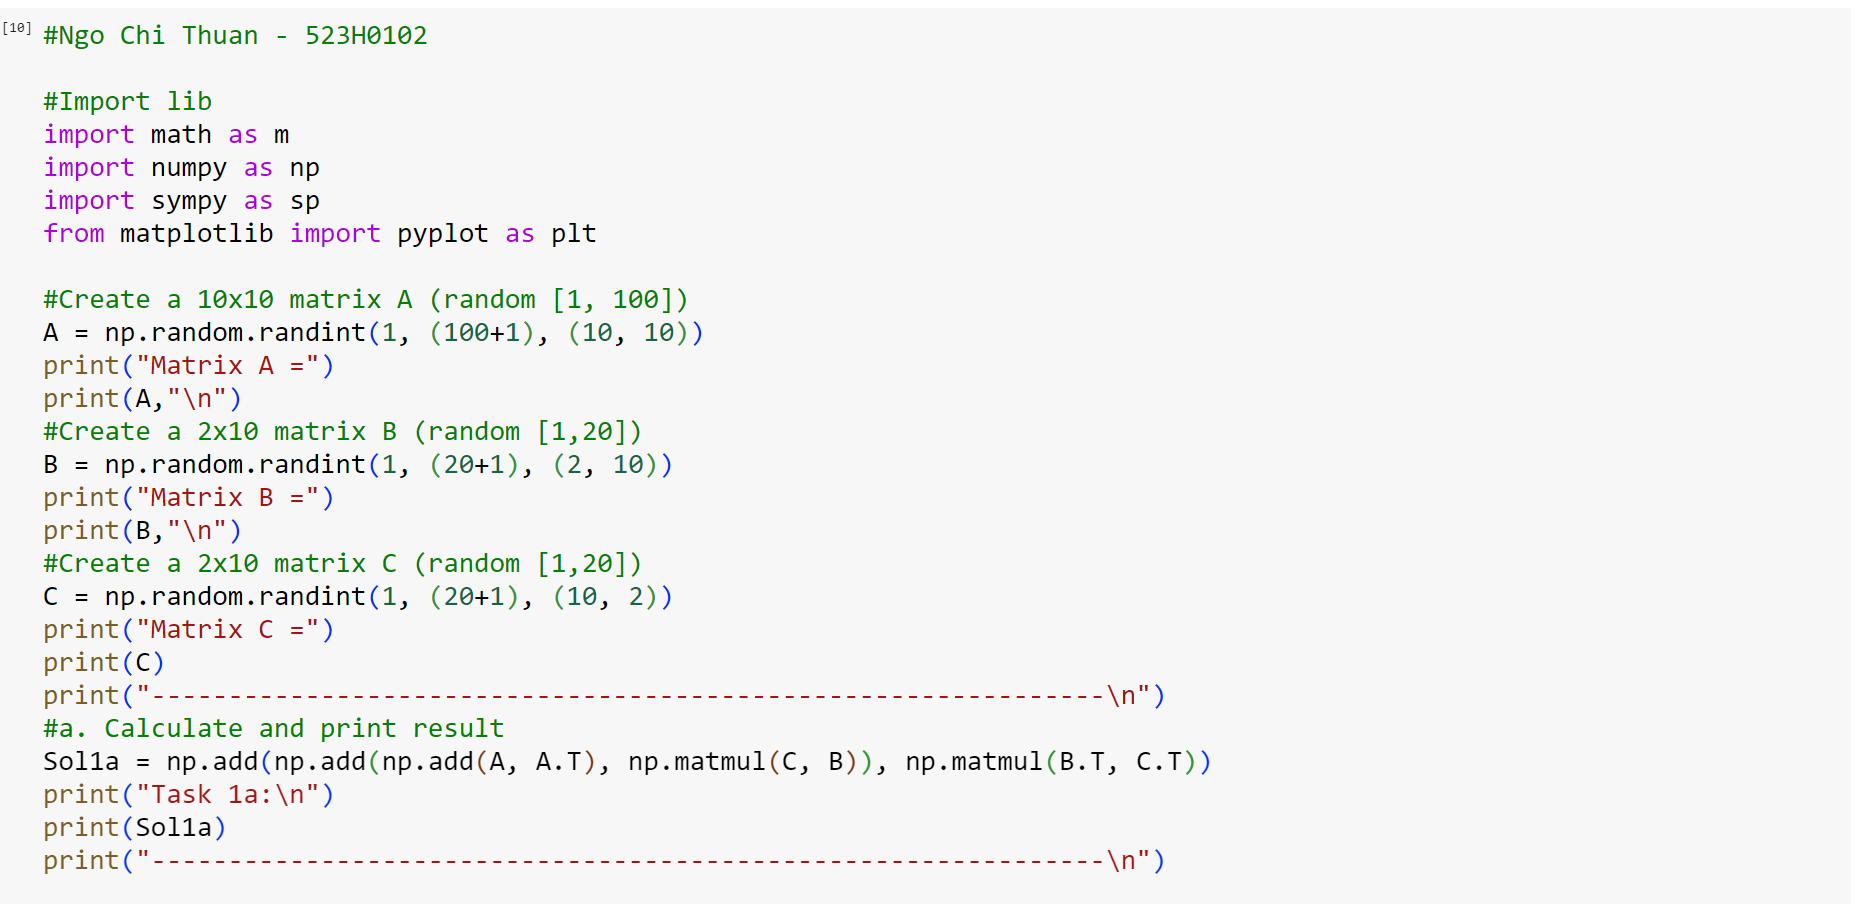 [10] #Ngo Chi Thuan - 523H0102
#Import lib
import math as m
import numpy as np
import sympy as sp
from matplotlib import pyplot as plt
#Create a 10x10 matrix A (random [1, 100])
A = np.random.randint(1, (100+1), (10, 10))
print("Matrix A =")
print(A,"\n")
#Create a 2x10 matrix B (random [1,20])
B = np.random.randint(1, (20+1), (2, 10))
print("Matrix B =")
print(B,"\n")
#Create a 2x10 matrix C (random [1,20])
C = np.random.randint(1, (20+1), (10, 2))
print("Matrix C =")
print(C)
print("--------------------------------------------------------------\n")
#a. Calculate and print result
Sol1a = np.add(np.add(np.add(A, A.T), np.matmul(C, B)), np.matmul(B.T, C.T))
print("Task 1a:\n")
print(Sol1a)
print("--------------------------------------------------------------\n")